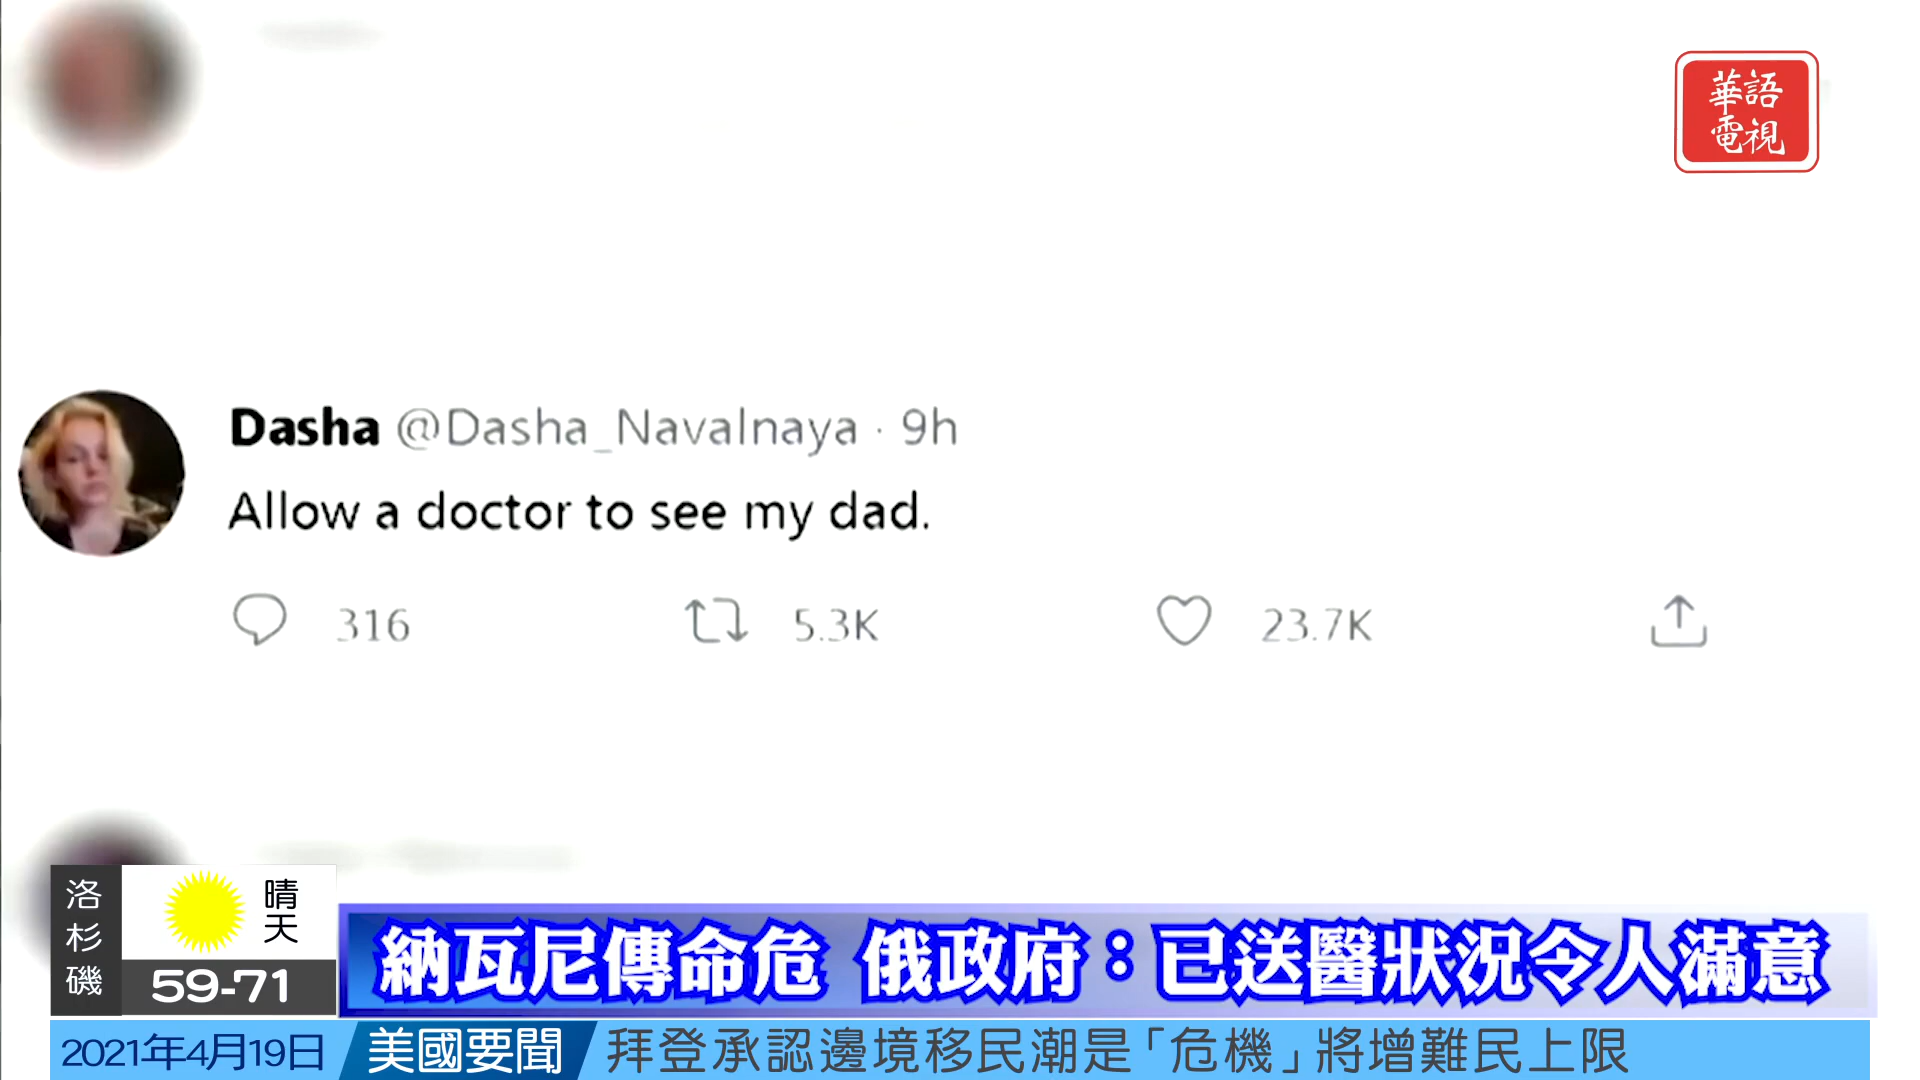 華語
電視
Dasha @Dasha_Navalnaya · 9h
Allow a doctor to see my dad.
316 5.3K 23.7K
洛杉磯
晴天
59-71
納瓦尼傳命危 俄政府：已送醫狀況令人滿意
2021年4月19日 美國要聞 拜登承認邊境移民潮是「危機」將增難民上限